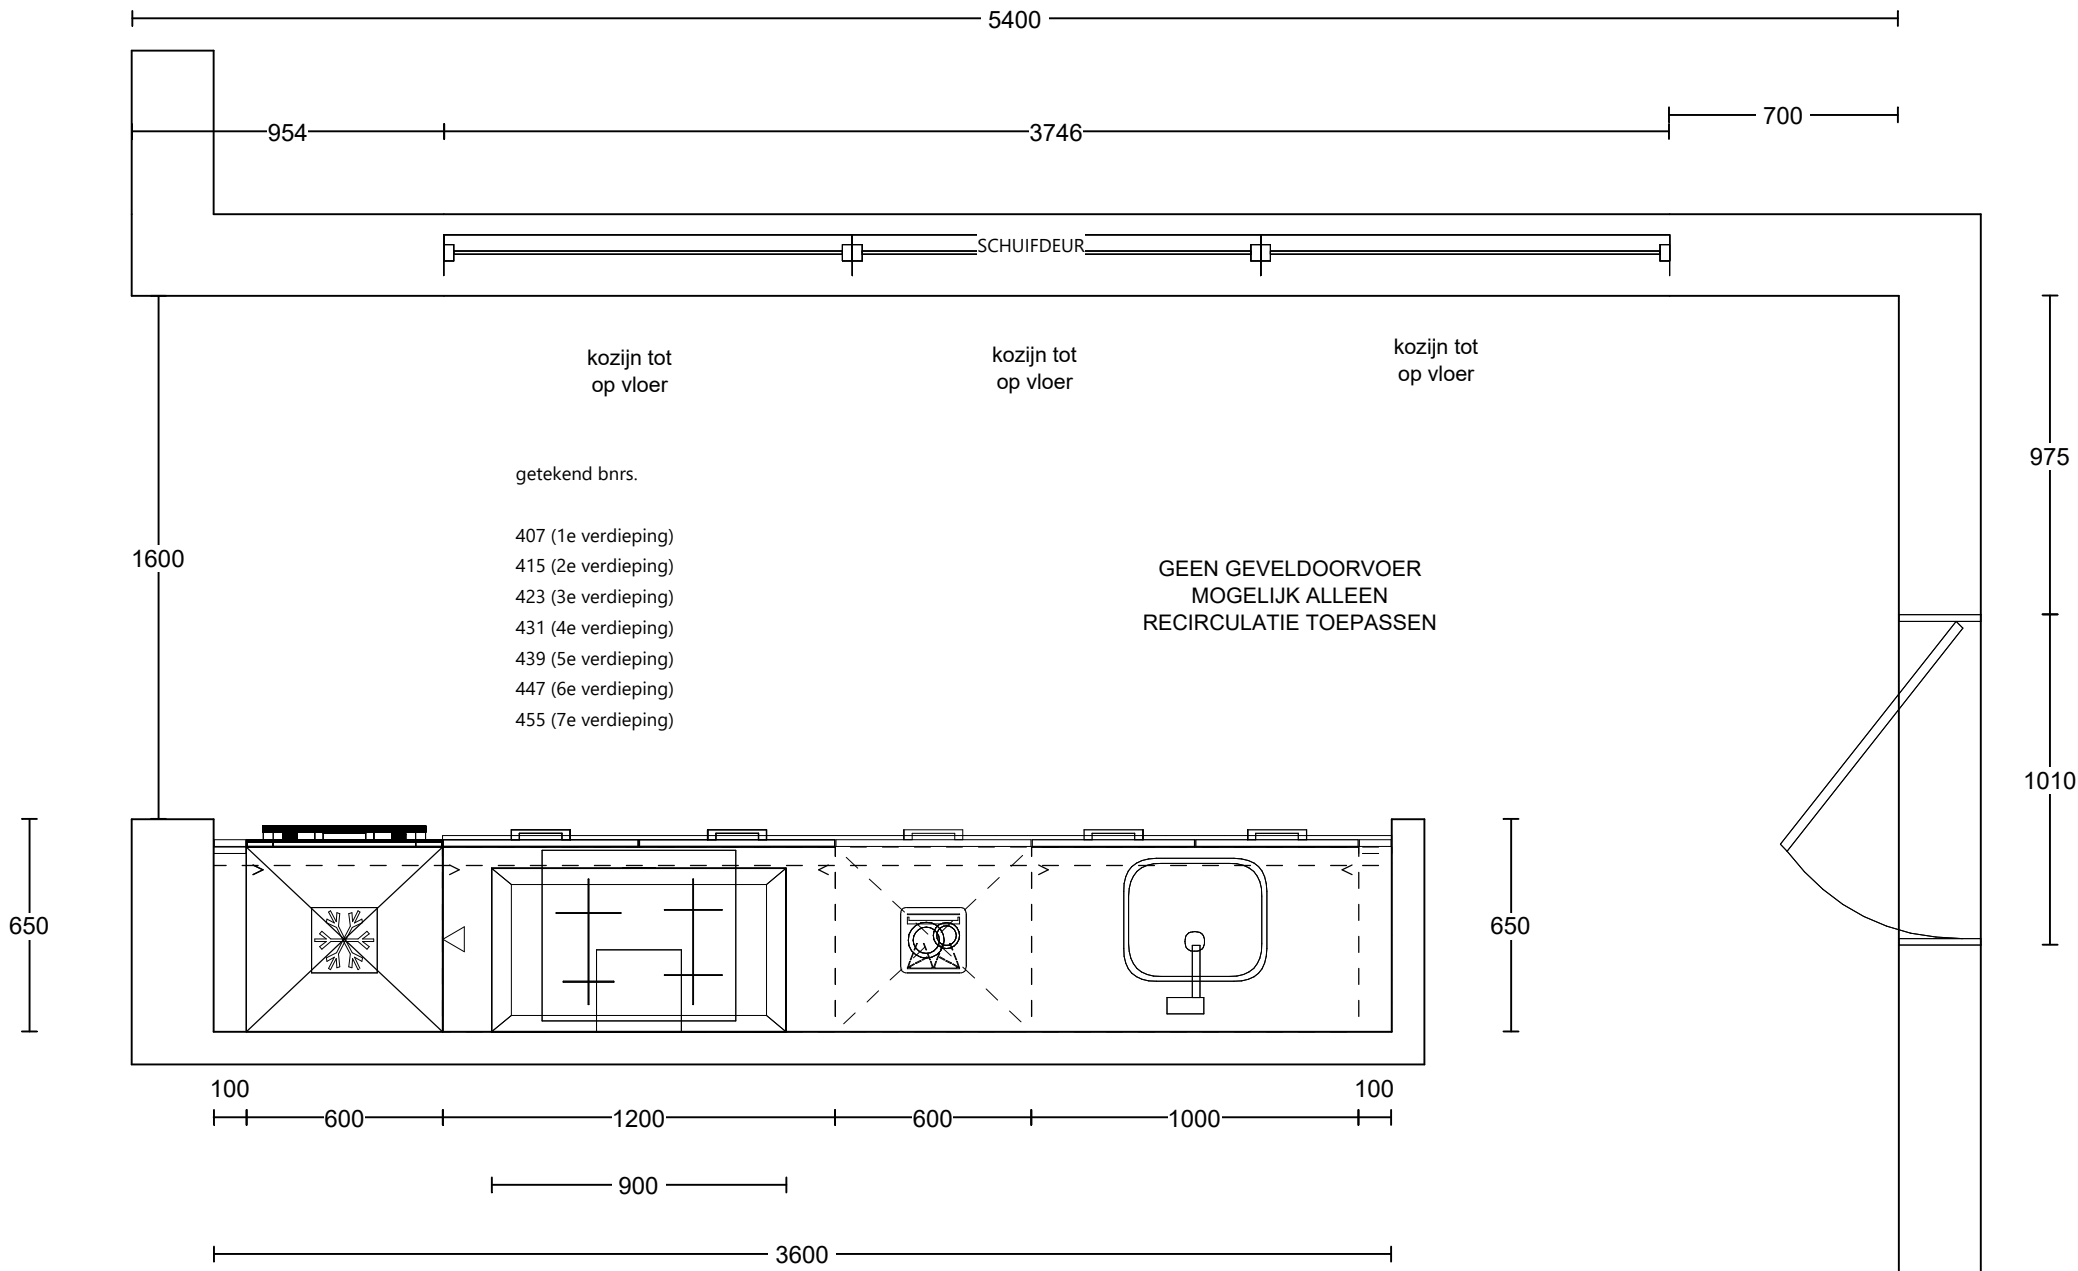 5400
954
3746
700
SCHUIFDEUR
kozijn tot
op vloer
kozijn tot
op vloer
kozijn tot
op vloer
975
getekend bnrs.
407 (1e verdieping)
415 (2e verdieping)
423 (3e verdieping)
431 (4e verdieping)
439 (5e verdieping)
447 (6e verdieping)
455 (7e verdieping)
1600
GEEN GEVELDOORVOER
MOGELIJK ALLEEN
RECIRCULATIE TOEPASSEN
1010
650
650
100
100
600
1200
600
1000
900
3600